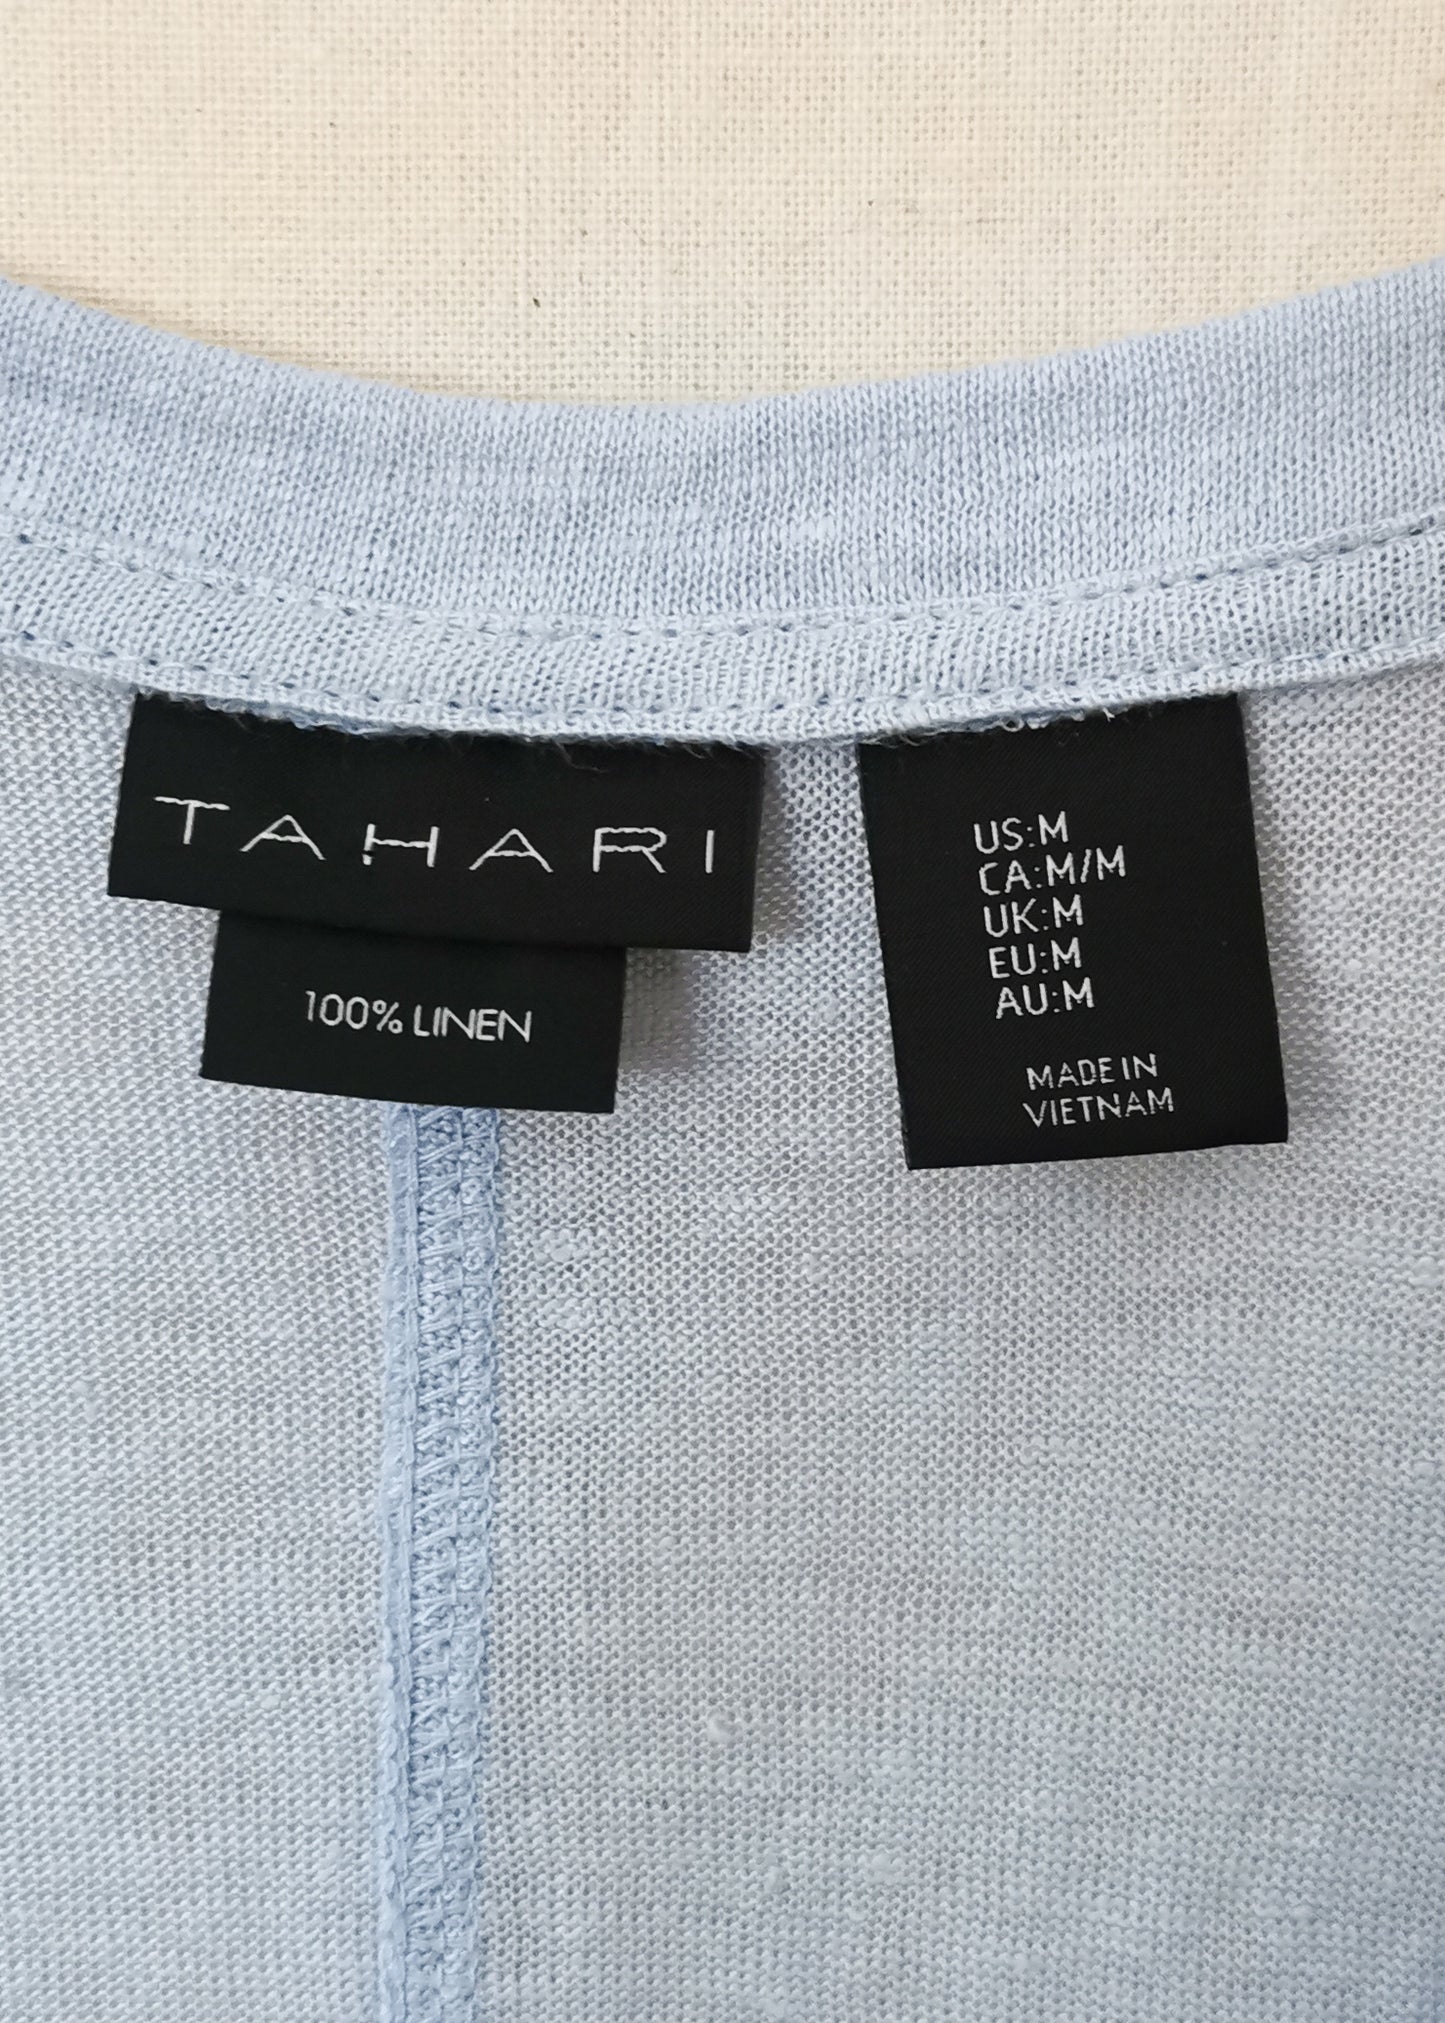 TAHARI
100% LINEN
US:M
CA:M/M
UK:M
EU:M
AU:M
MADE IN
VIETNAM